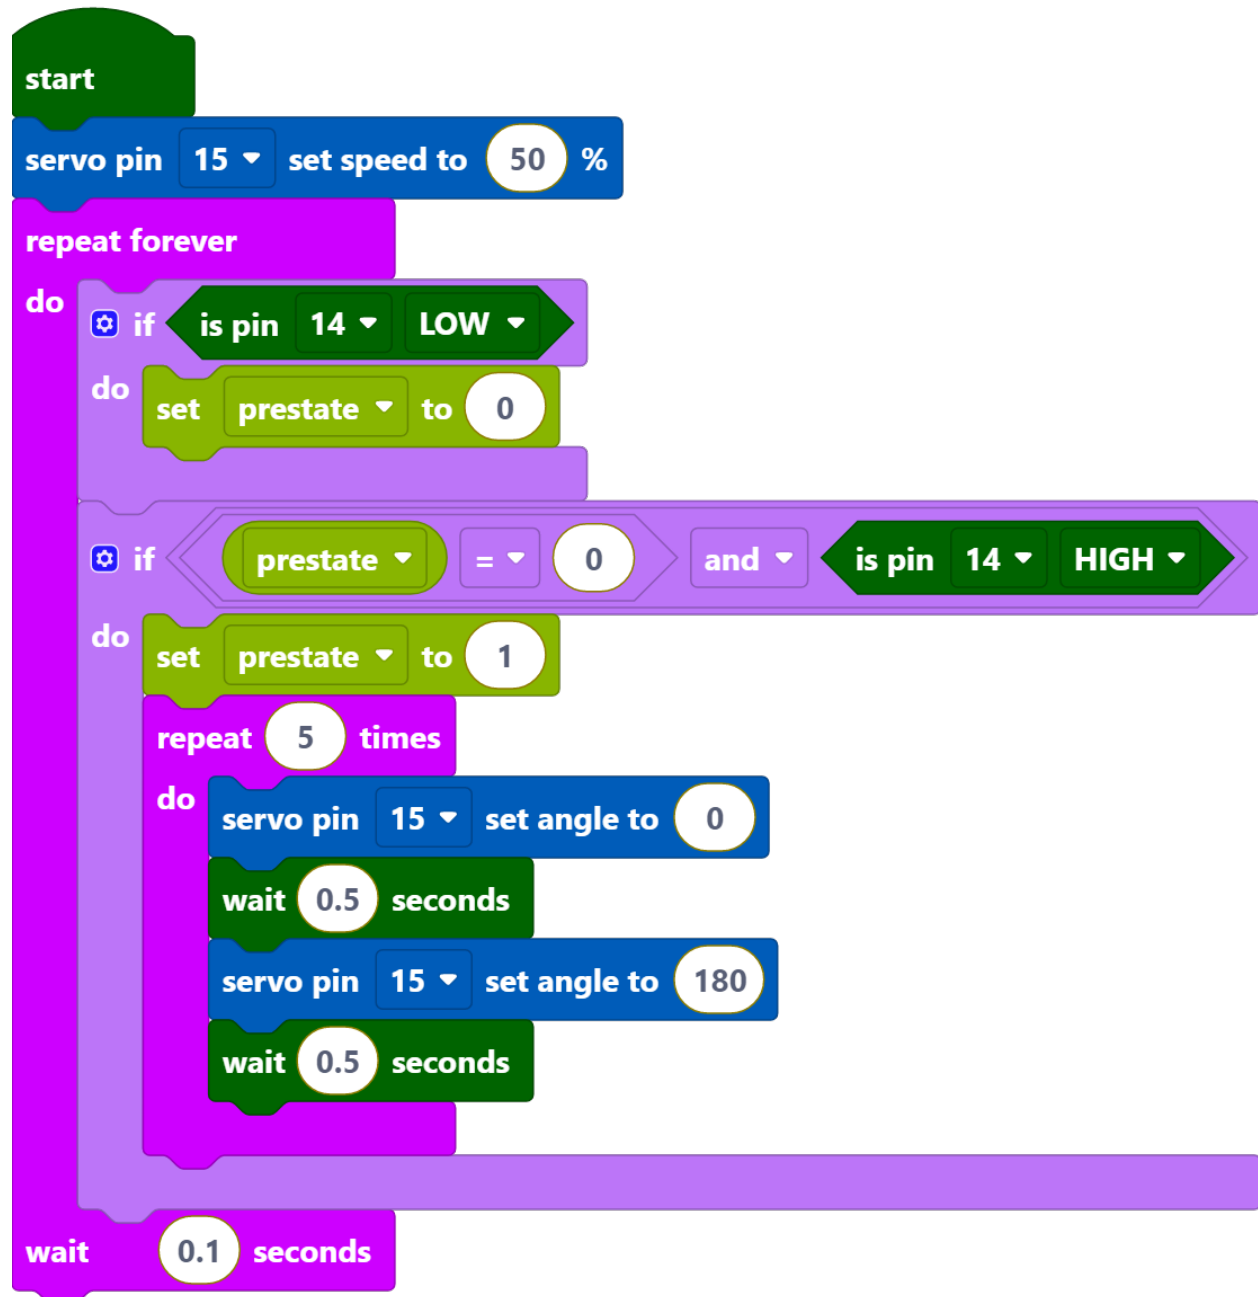 start
servo pin 15 set speed to 50 %
repeat forever
do if is pin 14 LOW
do set prestate to 0
if prestate = 0 and is pin 14 HIGH
do set prestate to 1
repeat 5 times
do servo pin 15 set angle to 0
wait 0.5 seconds
servo pin 15 set angle to 180
wait 0.5 seconds
wait 0.1 seconds